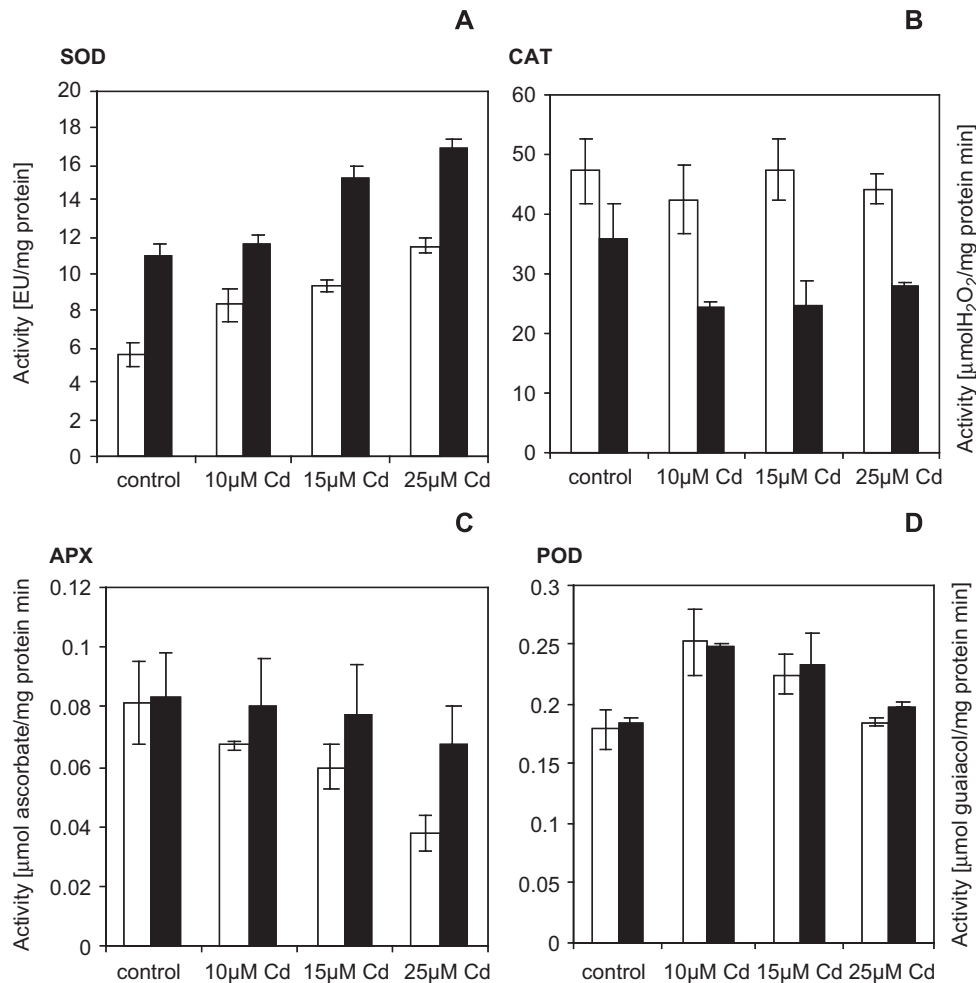 A
SOD
Activity [EU/mg protein]
20
18
16
14
12
10
8
6
4
2
0
control 10µM Cd 15µM Cd 25µM Cd
B
CAT
60
50
40
30
20
10
0
control 10µM Cd 15µM Cd 25µM Cd
Activity [µmolH₂O₂/mg protein min]
C
APX
Activity [µmol ascorbate/mg protein min
0.12
0.1
0.08
0.06
0.04
0.02
0
control 10µM Cd 15µM Cd 25µM Cd
D
POD
0.3
0.25
0.2
0.15
0.1
0.05
0
control 10µM Cd 15µM Cd 25µM Cd
Activity [µmol guaiacol/mg protein min]